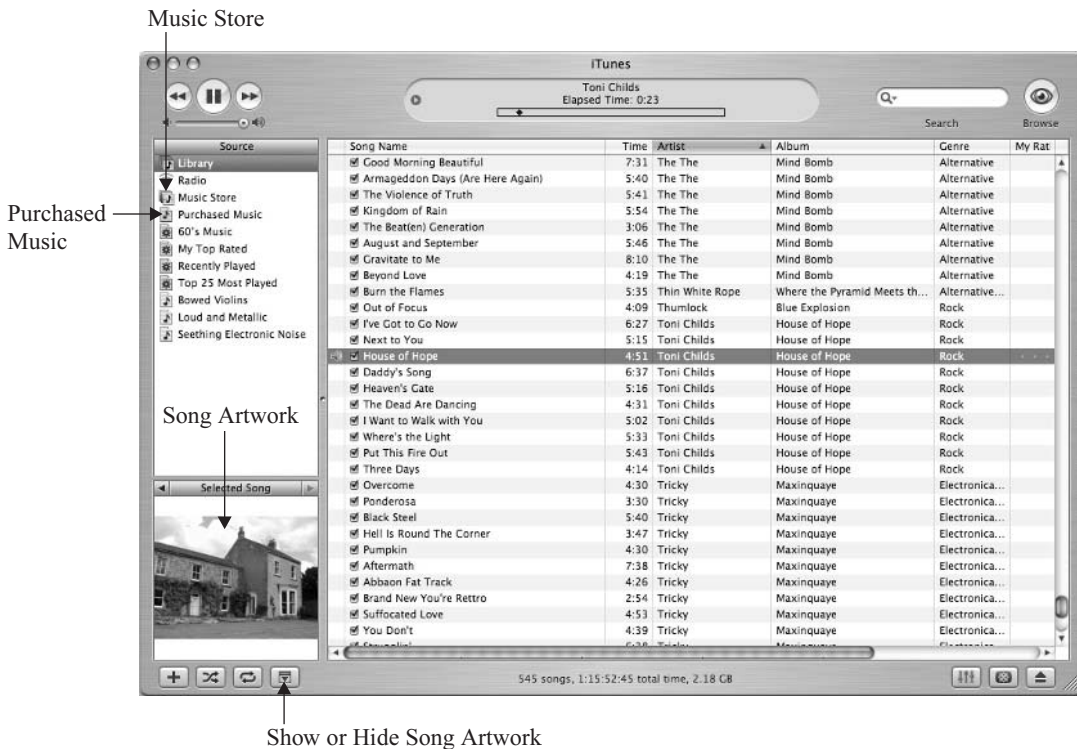 Music Store
iTunes
Toni Childs
Elapsed Time: 0:23
Search
Browse
Source
Library
Radio
Music Store
Purchased Music
60's Music
My Top Rated
Recently Played
Top 25 Most Played
Bowed Violins
Loud and Metallic
Seething Electronic Noise
Purchased
Music
Song Artwork
Selected Song
Song Name Time Artist Album Genre My Rat
Good Morning Beautiful 7:31 The The Mind Bomb Alternative
Armageddon Days (Are Here Again) 5:40 The The Mind Bomb Alternative
The Violence of Truth 5:41 The The Mind Bomb Alternative
Kingdom of Rain 5:54 The The Mind Bomb Alternative
The Beat(en) Generation 3:06 The The Mind Bomb Alternative
August and September 5:46 The The Mind Bomb Alternative
Gravitate to Me 8:10 The The Mind Bomb Alternative
Beyond Love 4:19 The The Mind Bomb Alternative
Burn the Flames 5:35 Thin White Rope Where the Pyramid Meets th... Alternative...
Out of Focus 4:09 Thumlock Blue Explosion Rock
I've Got to Go Now 6:27 Toni Childs House of Hope Rock
Next to You 5:15 Toni Childs House of Hope Rock
House of Hope 4:51 Toni Childs House of Hope Rock
Daddy's Song 6:37 Toni Childs House of Hope Rock
Heaven's Gate 5:16 Toni Childs House of Hope Rock
The Dead Are Dancing 4:31 Toni Childs House of Hope Rock
I Want to Walk with You 5:02 Toni Childs House of Hope Rock
Where's the Light 5:33 Toni Childs House of Hope Rock
Put This Fire Out 5:43 Toni Childs House of Hope Rock
Three Days 4:14 Toni Childs House of Hope Rock
Overcome 4:30 Tricky Maxinquaye Electronica...
Ponderosa 3:30 Tricky Maxinquaye Electronica...
Black Steel 5:40 Tricky Maxinquaye Electronica...
Hell Is Round The Corner 3:47 Tricky Maxinquaye Electronica...
Pumpkin 4:30 Tricky Maxinquaye Electronica...
Aftermath 7:38 Tricky Maxinquaye Electronica...
Abbaon Fat Track 4:26 Tricky Maxinquaye Electronica...
Brand New You're Rettro 2:54 Tricky Maxinquaye Electronica...
Suffocated Love 4:53 Tricky Maxinquaye Electronica...
You Don't 4:39 Tricky Maxinquaye Electronica...
545 songs, 1:15:52:45 total time, 2.18 GB
Show or Hide Song Artwork